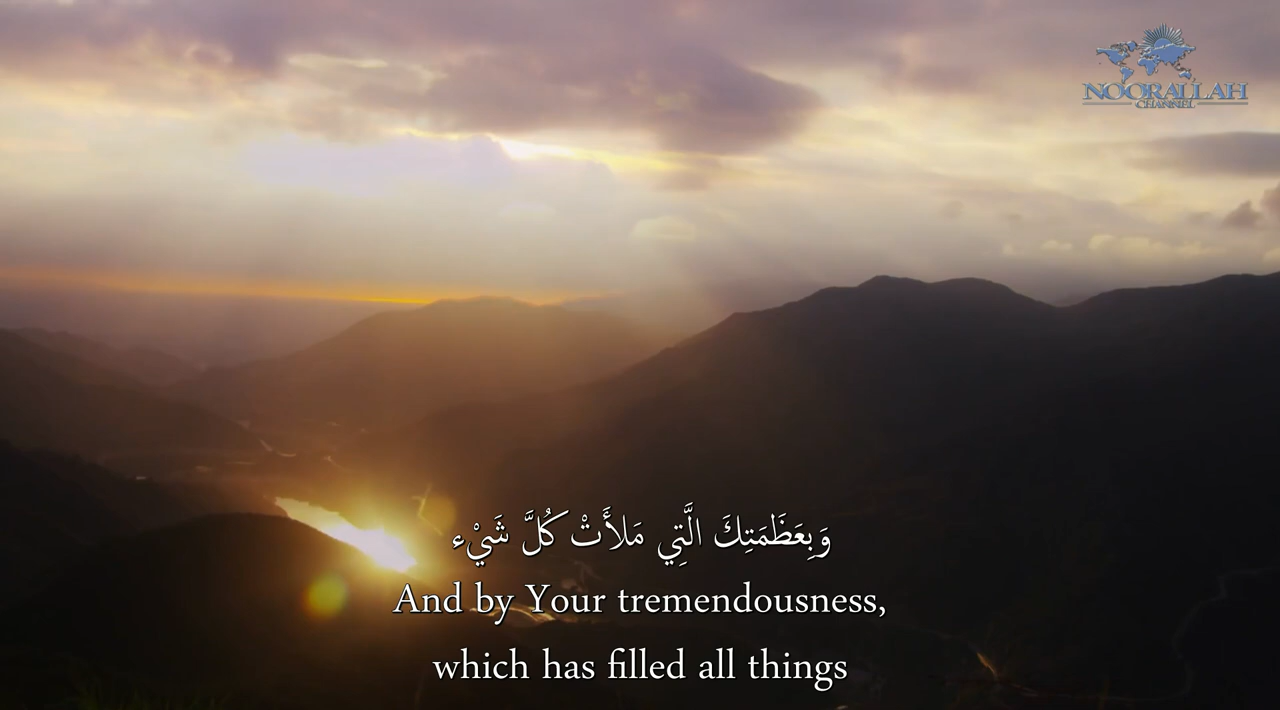 NOORALLAH
CHANNEL
وَبِعَظَمَتِكَ الَّتِي مَلأَتْ كُلَّ شَيْء
And by Your tremendousness,
which has filled all things